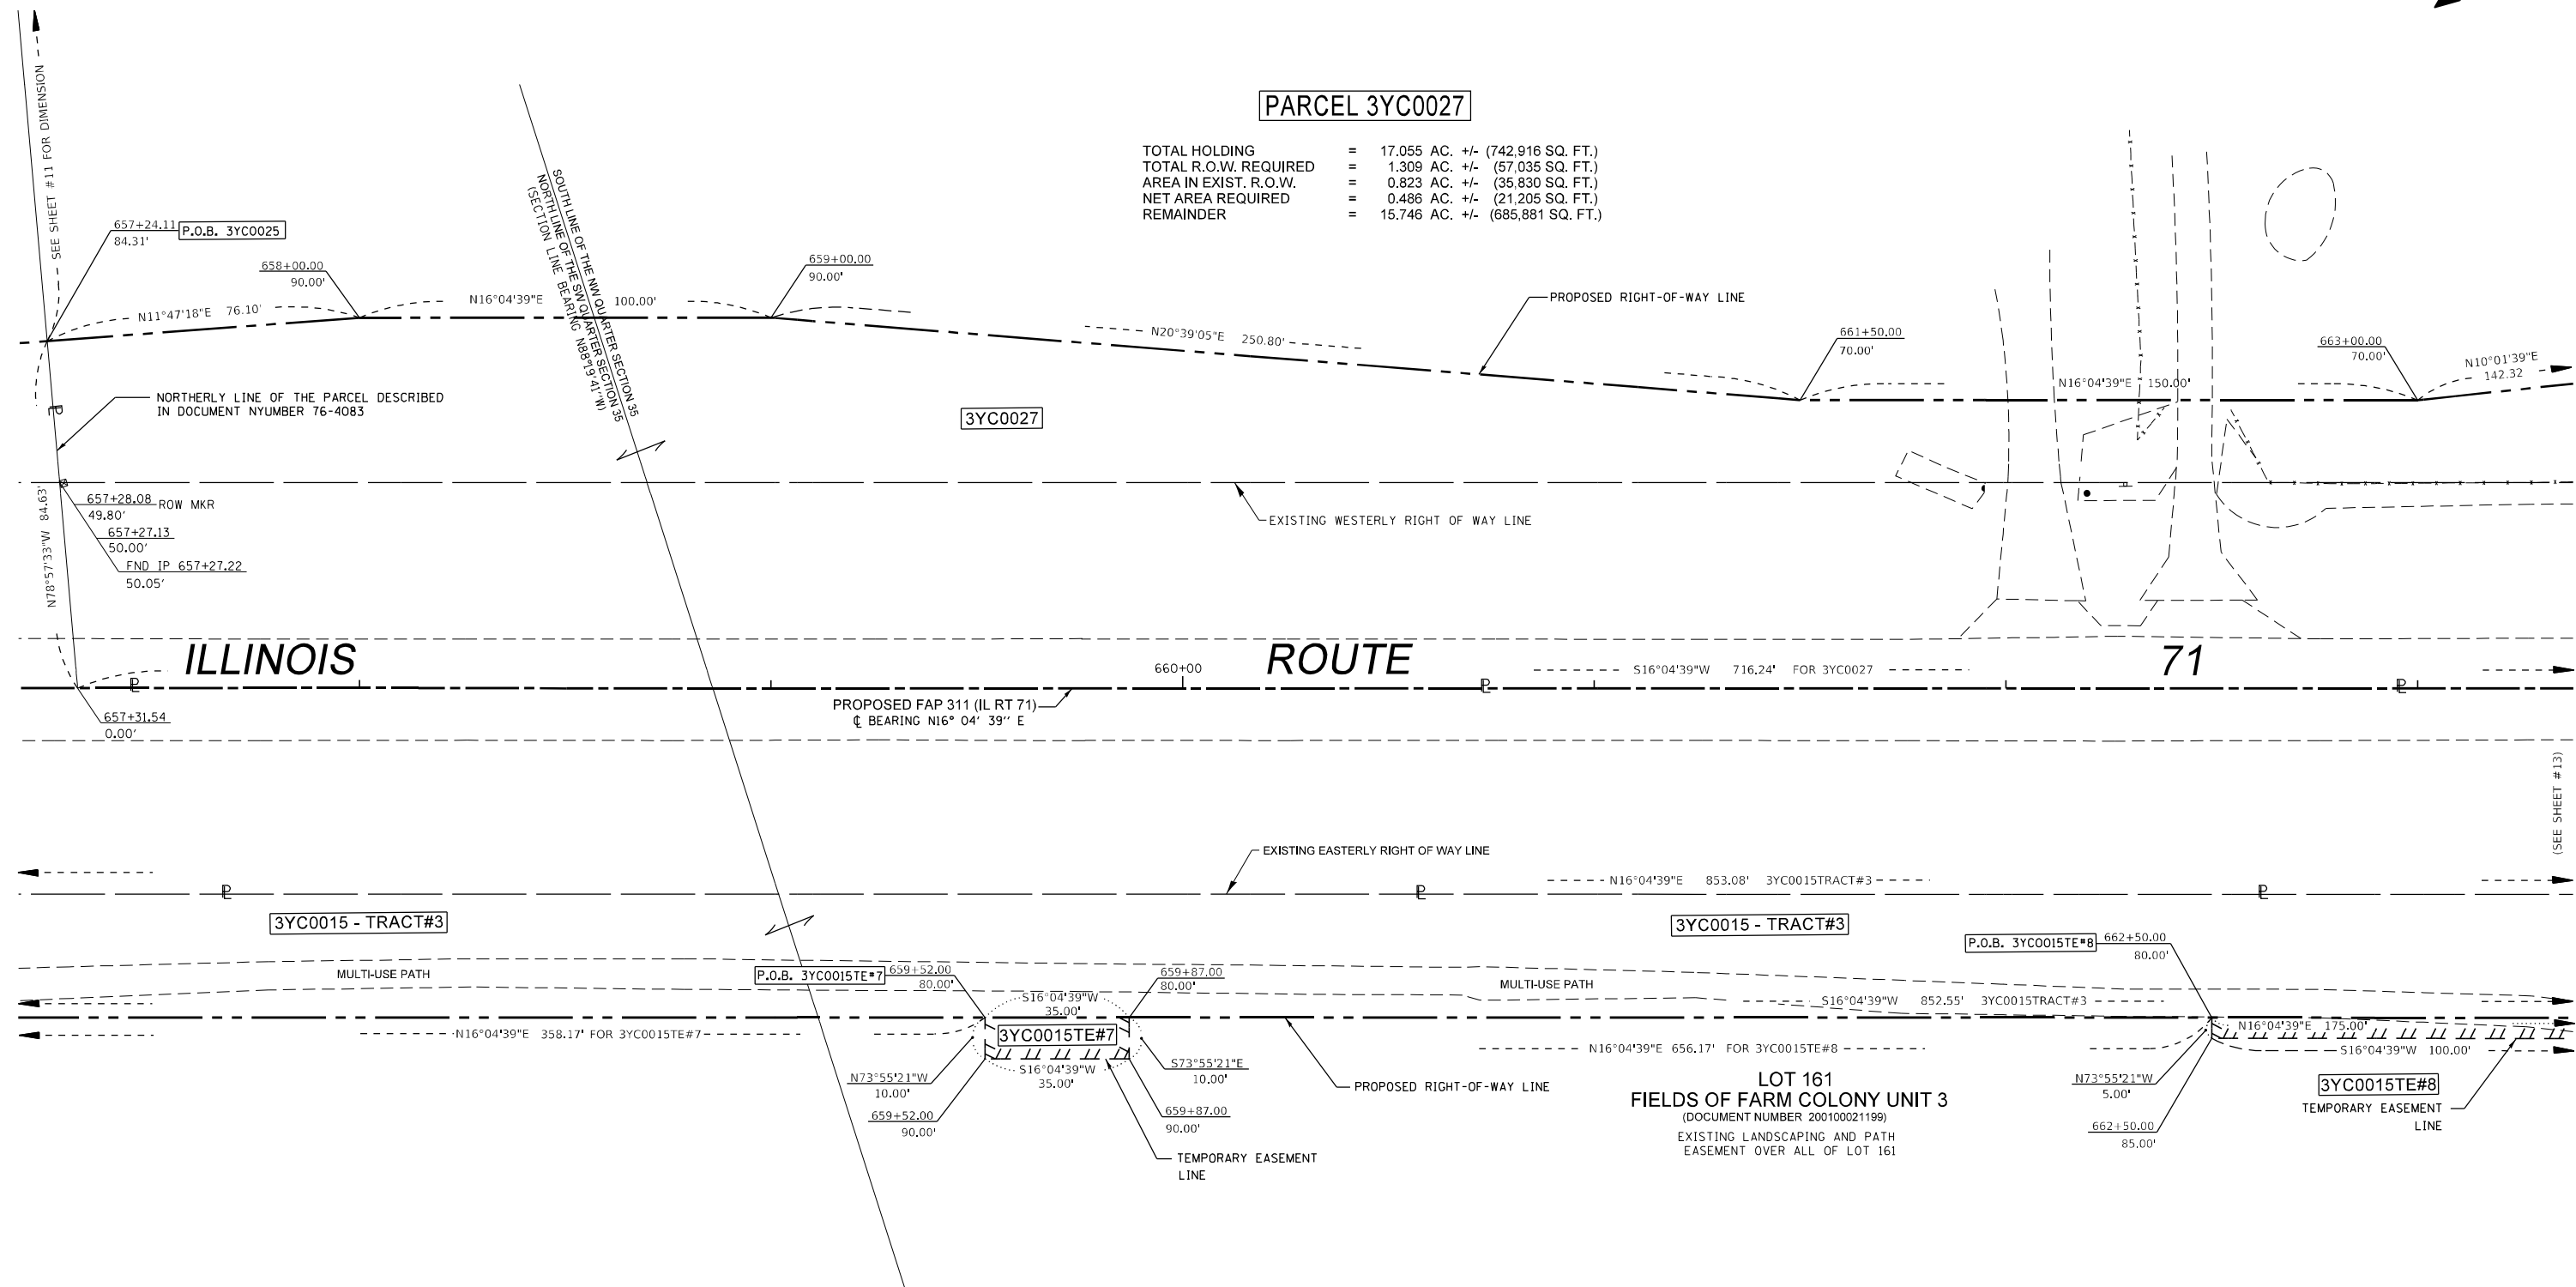 SEE SHEET #11 FOR DIMENSION
657+24.11
84.31'
P.O.B. 3YC0025
658+00.00
90.00'
N11°47'18"E 76.10'
N16°04'39"E 100.00'
SOUTH LINE OF THE NW QUARTER SECTION 35
NORTH LINE OF THE SW QUARTER SECTION 35
(SECTION LINE BEARING N88°19'41"W)
659+00.00
90.00'
PARCEL 3YC0027
TOTAL HOLDING = 17.055 AC. +/- (742,916 SQ. FT.)
TOTAL R.O.W. REQUIRED = 1.309 AC. +/- (57,035 SQ. FT.)
AREA IN EXIST. R.O.W. = 0.823 AC. +/- (35,830 SQ. FT.)
NET AREA REQUIRED = 0.486 AC. +/- (21,205 SQ. FT.)
REMAINDER = 15.746 AC. +/- (685,881 SQ. FT.)
PROPOSED RIGHT-OF-WAY LINE
N20°39'05"E 250.80'
661+50.00
70.00'
N16°04'39"E 150.00'
663+00.00
70.00'
N10°01'39"E
142.32
NORTHERLY LINE OF THE PARCEL DESCRIBED
IN DOCUMENT NYUMBER 76-4083
3YC0027
657+28.08 ROW MKR
49.80'
657+27.13
50.00'
FND IP 657+27.22
50.05'
N78°57'33"W 84.63'
EXISTING WESTERLY RIGHT OF WAY LINE
ILLINOIS ROUTE 71
660+00
S16°04'39"W 716.24' FOR 3YC0027
657+31.54
0.00'
PROPOSED FAP 311 (IL RT 71)
℄ BEARING N16° 04' 39'' E
(SEE SHEET #13)
EXISTING EASTERLY RIGHT OF WAY LINE
N16°04'39"E 853.08' 3YC0015TRACT#3
3YC0015 - TRACT#3
3YC0015 - TRACT#3
MULTI-USE PATH
P.O.B. 3YC0015TE#7
659+52.00
80.00'
659+87.00
80.00'
S16°04'39"W
35.00'
MULTI-USE PATH
P.O.B. 3YC0015TE#8
662+50.00
80.00'
S16°04'39"W 852.55' 3YC0015TRACT#3
N16°04'39"E 358.17' FOR 3YC0015TE#7
3YC0015TE#7
N16°04'39"E 656.17' FOR 3YC0015TE#8
N16°04'39"E 175.00'
S16°04'39"W 100.00'
N73°55'21"W
10.00'
S16°04'39"W
35.00'
S73°55'21"E
10.00'
659+52.00
90.00'
659+87.00
90.00'
PROPOSED RIGHT-OF-WAY LINE
TEMPORARY EASEMENT
LINE
LOT 161
FIELDS OF FARM COLONY UNIT 3
(DOCUMENT NUMBER 200100021199)
EXISTING LANDSCAPING AND PATH
EASEMENT OVER ALL OF LOT 161
N73°55'21"W
5.00'
662+50.00
85.00'
3YC0015TE#8
TEMPORARY EASEMENT
LINE